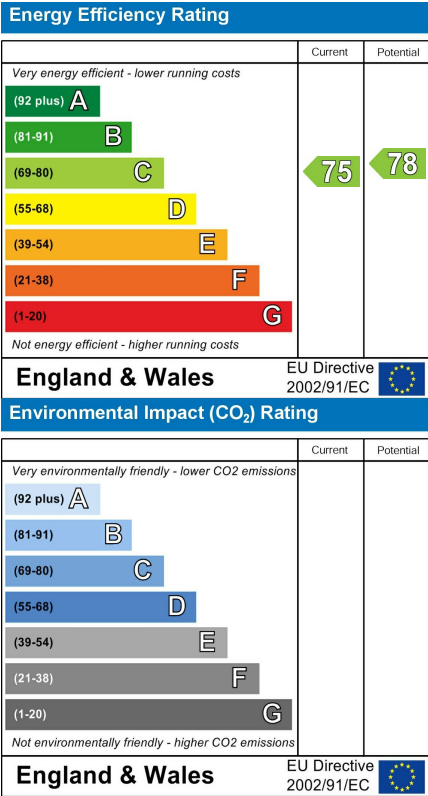 Energy Efficiency Rating
Current Potential
Very energy efficient - lower running costs
(92 plus) A
(81-91) B
(69-80) C
75 78
(55-68) D
(39-54) E
(21-38) F
(1-20) G
Not energy efficient - higher running costs
England & Wales
EU Directive
2002/91/EC
Environmental Impact (CO₂) Rating
Current Potential
Very environmentally friendly - lower CO2 emissions
(92 plus) A
(81-91) B
(69-80) C
(55-68) D
(39-54) E
(21-38) F
(1-20) G
Not environmentally friendly - higher CO2 emissions
England & Wales
EU Directive
2002/91/EC